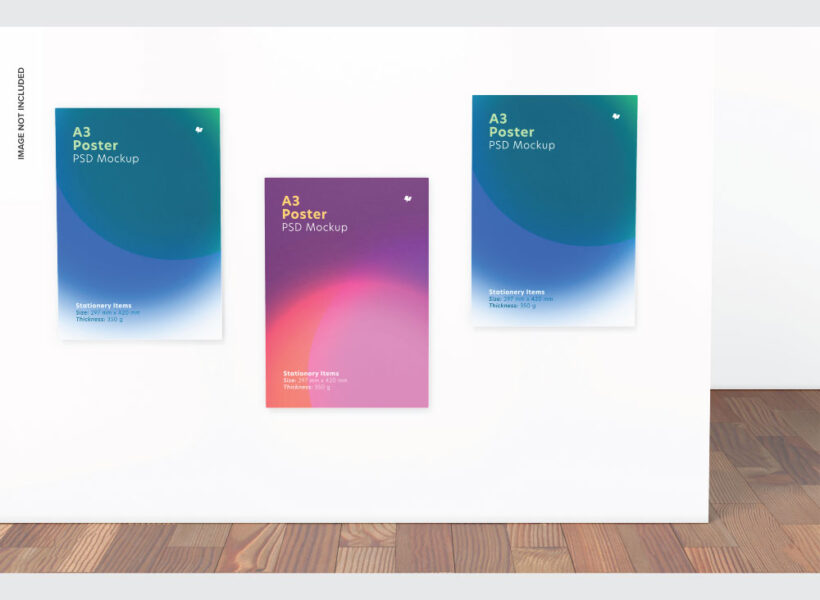 IMAGE NOT INCLUDED
A3
Poster
PSD Mockup
Stationery Items
Size: 297 mm x 420 mm
Thickness: 350 g
A3
Poster
PSD Mockup
Stationery Items
Size: 297 mm x 420 mm
Thickness: 350 g
A3
Poster
PSD Mockup
Stationery Items
Size: 297 mm x 420 mm
Thickness: 350 g